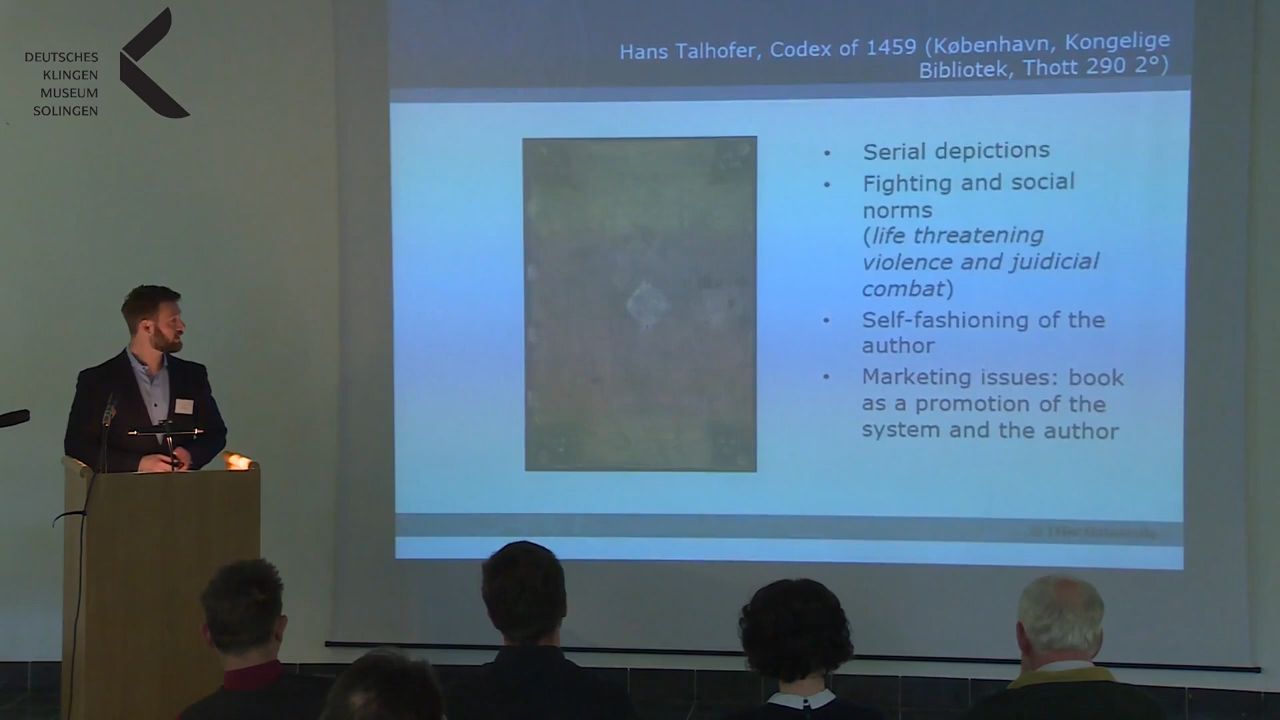 DEUTSCHES
KLINGEN
MUSEUM
SOLINGEN
Hans Talhofer, Codex of 1459 (København, Kongelige
Bibliotek, Thott 290 2°)
• Serial depictions
• Fighting and social
norms
(life threatening
violence and juidicial
combat)
• Self-fashioning of the
author
• Marketing issues: book
as a promotion of the
system and the author